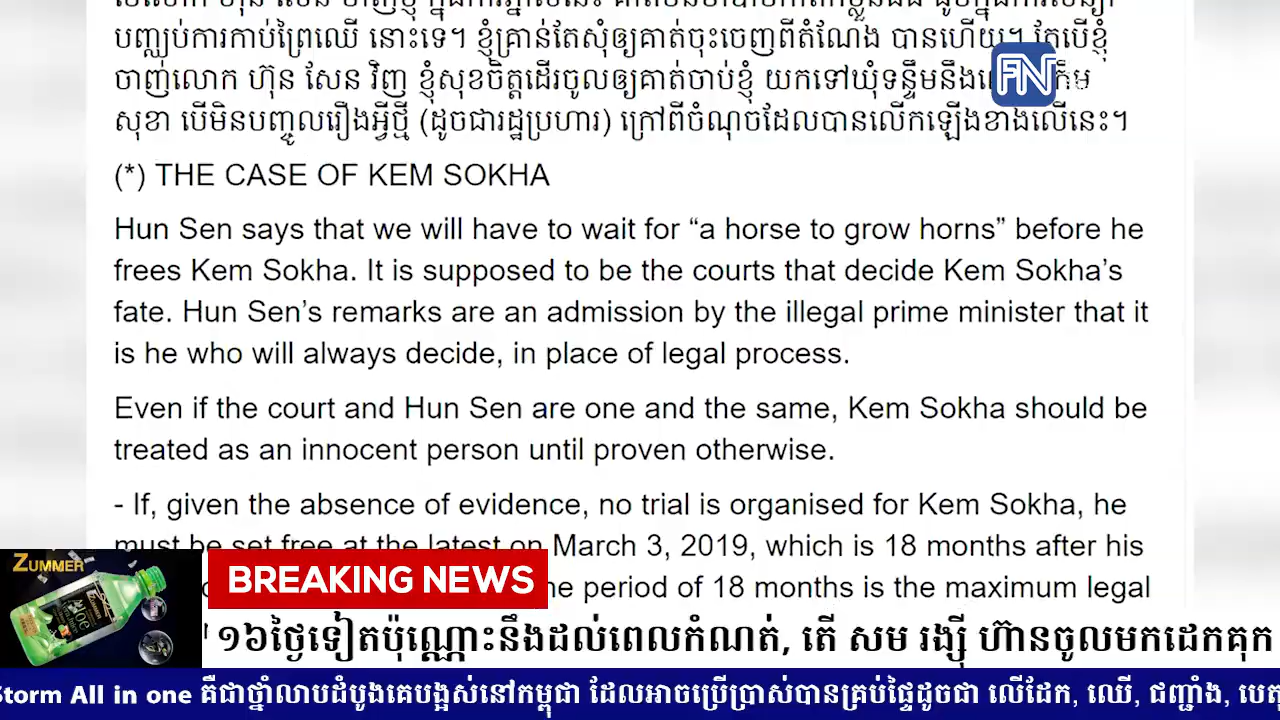 បញ្ឈប់ការកាប់ព្រៃឈើ នោះទេ។ ខ្ញុំគ្រាន់តែសុំឲ្យគាត់ចុះចេញពីតំណែង បានហើយ។ តែបើខ្ញុំ
ចាញ់លោក ហ៊ុន សែន វិញ ខ្ញុំសុខចិត្តដើរចូលឲ្យគាត់ចាប់ខ្ញុំ យកទៅឃុំទន្ទឹមនឹង
សុខា បើមិនបញ្ចូលរឿងអ្វីថ្មី (ដូចជារដ្ឋប្រហារ) ក្រៅពីចំណុចដែលបានលើកឡើងខាងលើនេះ។
FN
(*) THE CASE OF KEM SOKHA
Hun Sen says that we will have to wait for “a horse to grow horns” before he
frees Kem Sokha. It is supposed to be the courts that decide Kem Sokha’s
fate. Hun Sen’s remarks are an admission by the illegal prime minister that it
is he who will always decide, in place of legal process.
Even if the court and Hun Sen are one and the same, Kem Sokha should be
treated as an innocent person until proven otherwise.
- If, given the absence of evidence, no trial is organised for Kem Sokha, he
must be set free at the latest on March 3, 2019, which is 18 months after his
period of 18 months is the maximum legal
ZUMMER
BREAKING NEWS
១៦ថ្ងៃទៀតប៉ុណ្ណោះនឹងដល់ពេលកំណត់, តើ សម រង្ស៊ី ហ៊ានចូលមកដេកគុក
Storm All in one គឺជាថ្នាំលាបដំបូងគេបង្អស់នៅកម្ពុជា ដែលអាចប្រើប្រាស់បានគ្រប់ផ្ទៃដូចជា លើដែក, ឈើ, ជញ្ជាំង,